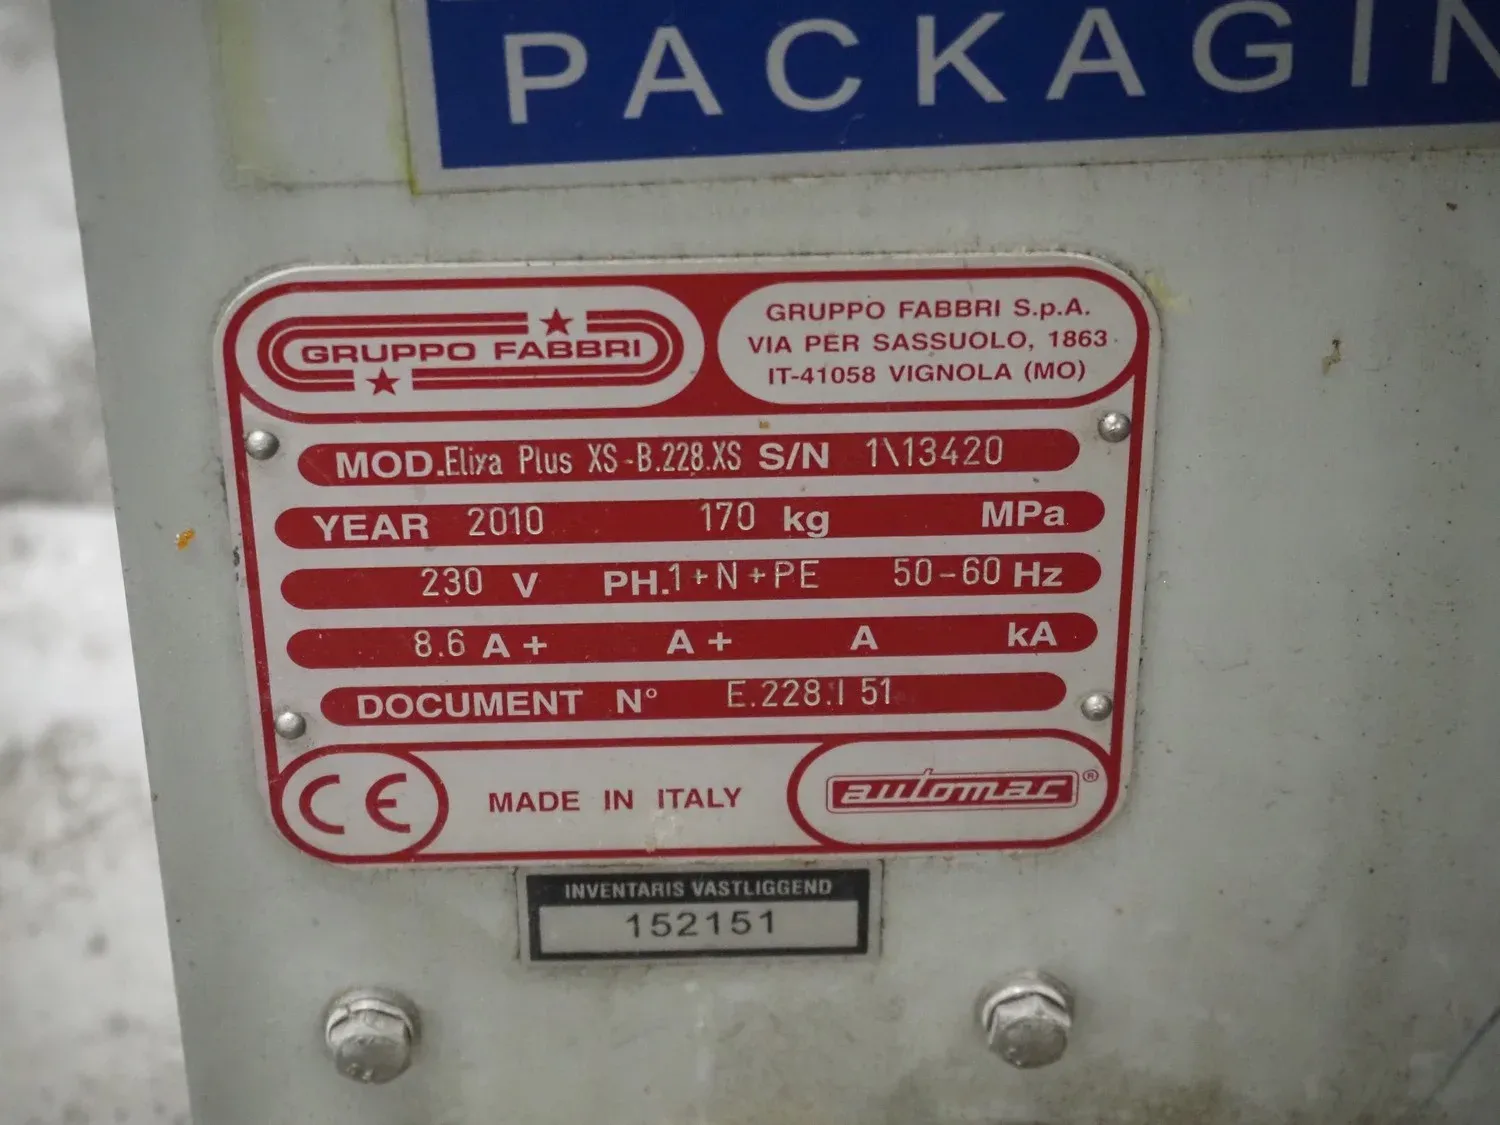 PACKAGIN
GRUPPO FABBRI
GRUPPO FABBRI S.p.A.
VIA PER SASSUOLO, 1863
IT-41058 VIGNOLA (MO)
MOD. Elixa Plus XS-B.228.XS S/N 1\13420
YEAR 2010 170 kg MPa
230 V PH. 1+N+PE 50-60 Hz
8.6 A + A + A kA
DOCUMENT N° E.228.I 51
CE MADE IN ITALY automac®
INVENTARIS VASTLIGGEND
152151